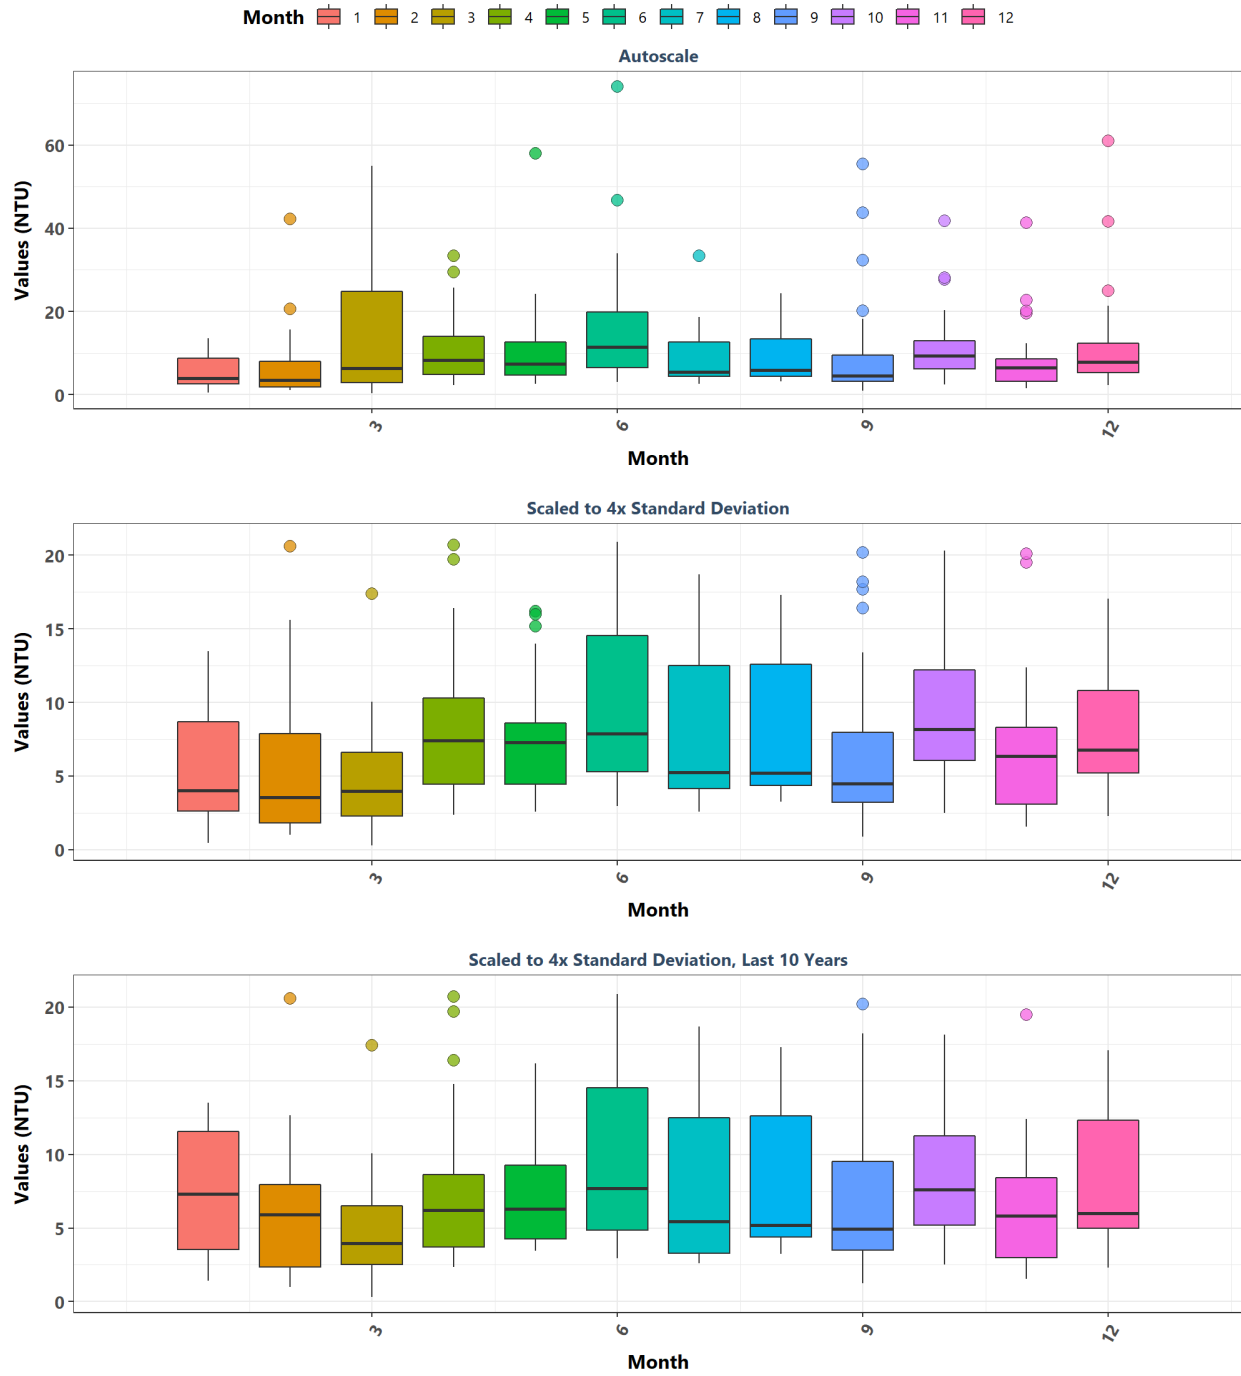 Month 1 2 3 4 5 6 7 8 9 10 11 12
Autoscale
Values (NTU)
60
40
20
0
3 6 9 12
Month
Scaled to 4x Standard Deviation
Values (NTU)
20
15
10
5
0
3 6 9 12
Month
Scaled to 4x Standard Deviation, Last 10 Years
Values (NTU)
20
15
10
5
0
3 6 9 12
Month